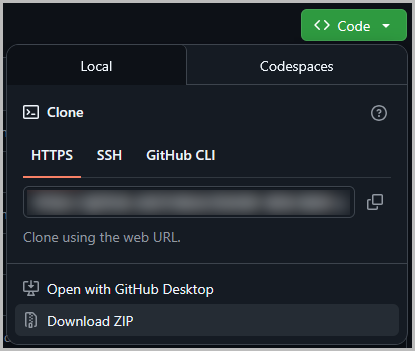 Code
Local Codespaces
Clone
HTTPS SSH GitHub CLI
Clone using the web URL.
Open with GitHub Desktop
Download ZIP